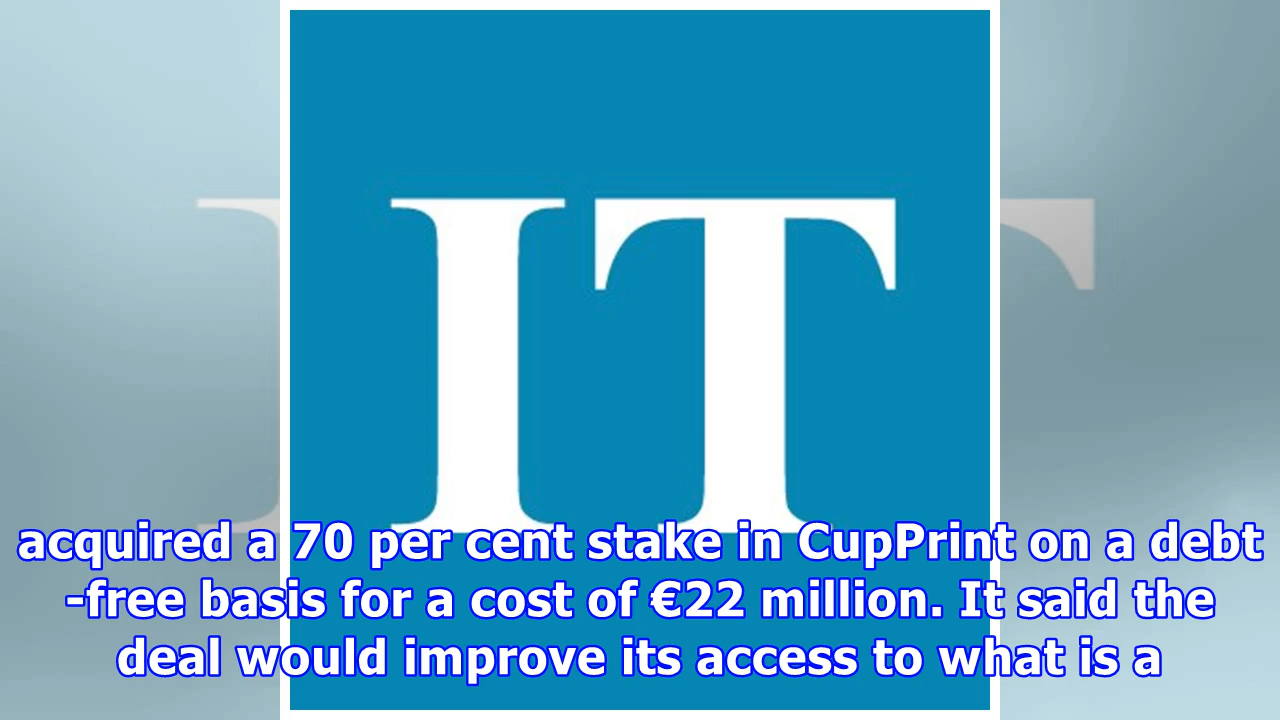 IT
acquired a 70 per cent stake in CupPrint on a debt
-free basis for a cost of €22 million. It said the
deal would improve its access to what is a